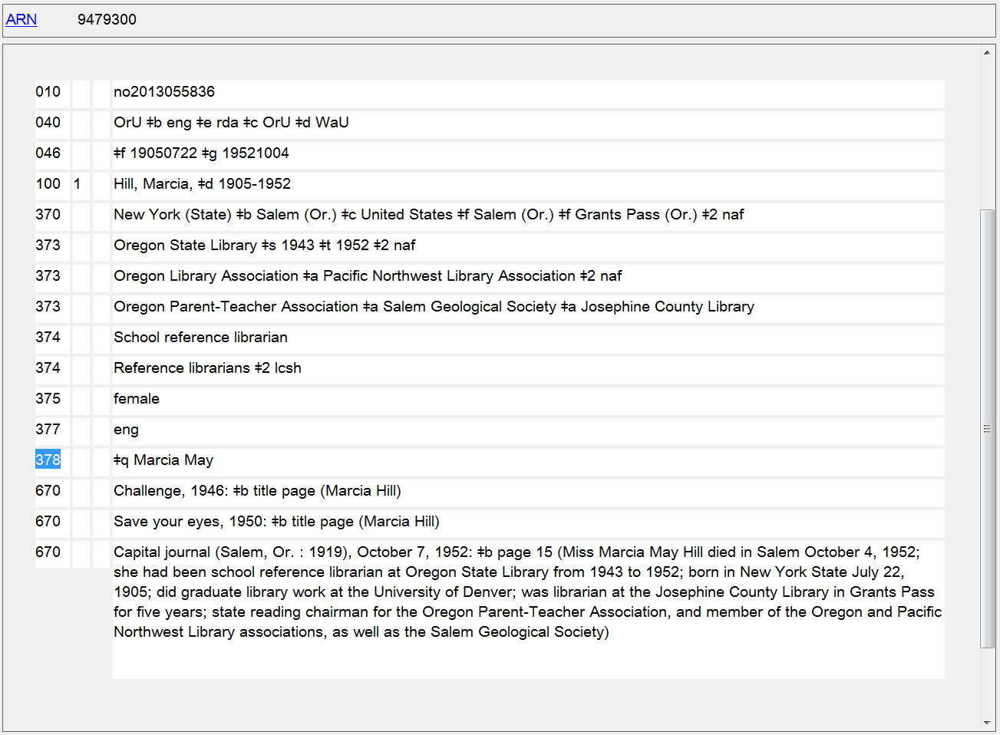 ARN 9479300
010 no2013055836
040 OrU ‡b eng ‡e rda ‡c OrU ‡d WaU
046 ‡f 19050722 ‡g 19521004
100 1 Hill, Marcia, ‡d 1905-1952
370 New York (State) ‡b Salem (Or.) ‡c United States ‡f Salem (Or.) ‡f Grants Pass (Or.) ‡2 naf
373 Oregon State Library ‡s 1943 ‡t 1952 ‡2 naf
373 Oregon Library Association ‡a Pacific Northwest Library Association ‡2 naf
373 Oregon Parent-Teacher Association ‡a Salem Geological Society ‡a Josephine County Library
374 School reference librarian
374 Reference librarians ‡2 lcsh
375 female
377 eng
378 ‡q Marcia May
670 Challenge, 1946: ‡b title page (Marcia Hill)
670 Save your eyes, 1950: ‡b title page (Marcia Hill)
670 Capital journal (Salem, Or. : 1919), October 7, 1952: ‡b page 15 (Miss Marcia May Hill died in Salem October 4, 1952;
she had been school reference librarian at Oregon State Library from 1943 to 1952; born in New York State July 22,
1905; did graduate library work at the University of Denver; was librarian at the Josephine County Library in Grants Pass
for five years; state reading chairman for the Oregon Parent-Teacher Association, and member of the Oregon and Pacific
Northwest Library associations, as well as the Salem Geological Society)